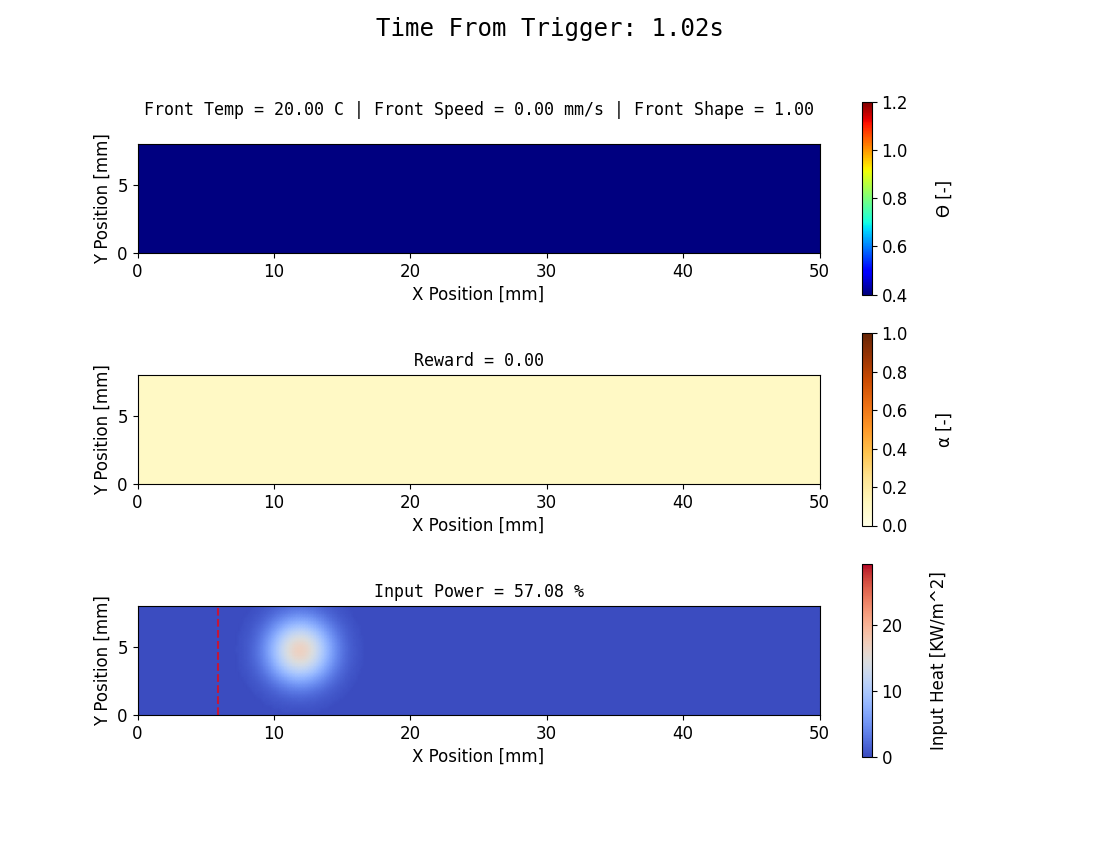 Time From Trigger: 1.02s
Front Temp = 20.00 C | Front Speed = 0.00 mm/s | Front Shape = 1.00
Y Position [mm]
5
0
0 10 20 30 40 50
X Position [mm]
1.2
1.0
0.8
0.6
0.4
Θ [-]
Reward = 0.00
Y Position [mm]
5
0
0 10 20 30 40 50
X Position [mm]
1.0
0.8
0.6
0.4
0.2
0.0
α [-]
Input Power = 57.08 %
Y Position [mm]
5
0
0 10 20 30 40 50
X Position [mm]
20
10
0
Input Heat [KW/m^2]